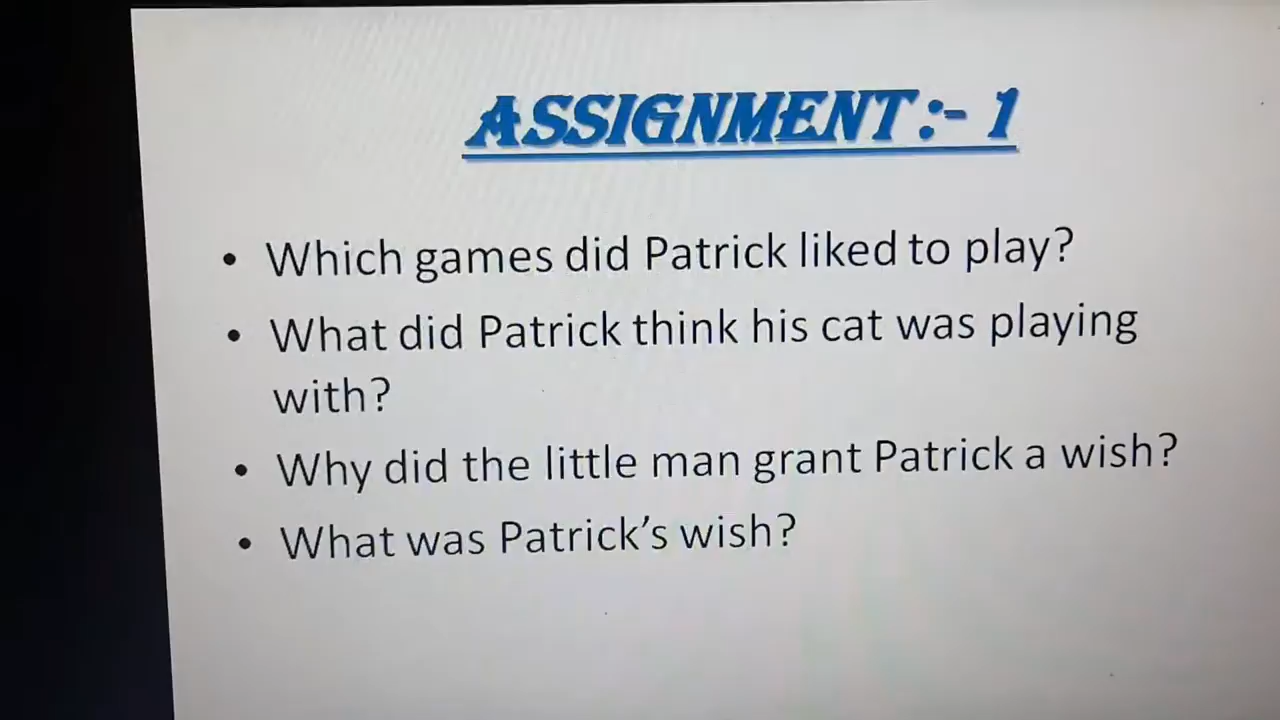 ASSIGNMENT:- 1
• Which games did Patrick liked to play?
• What did Patrick think his cat was playing
with?
• Why did the little man grant Patrick a wish?
• What was Patrick's wish?